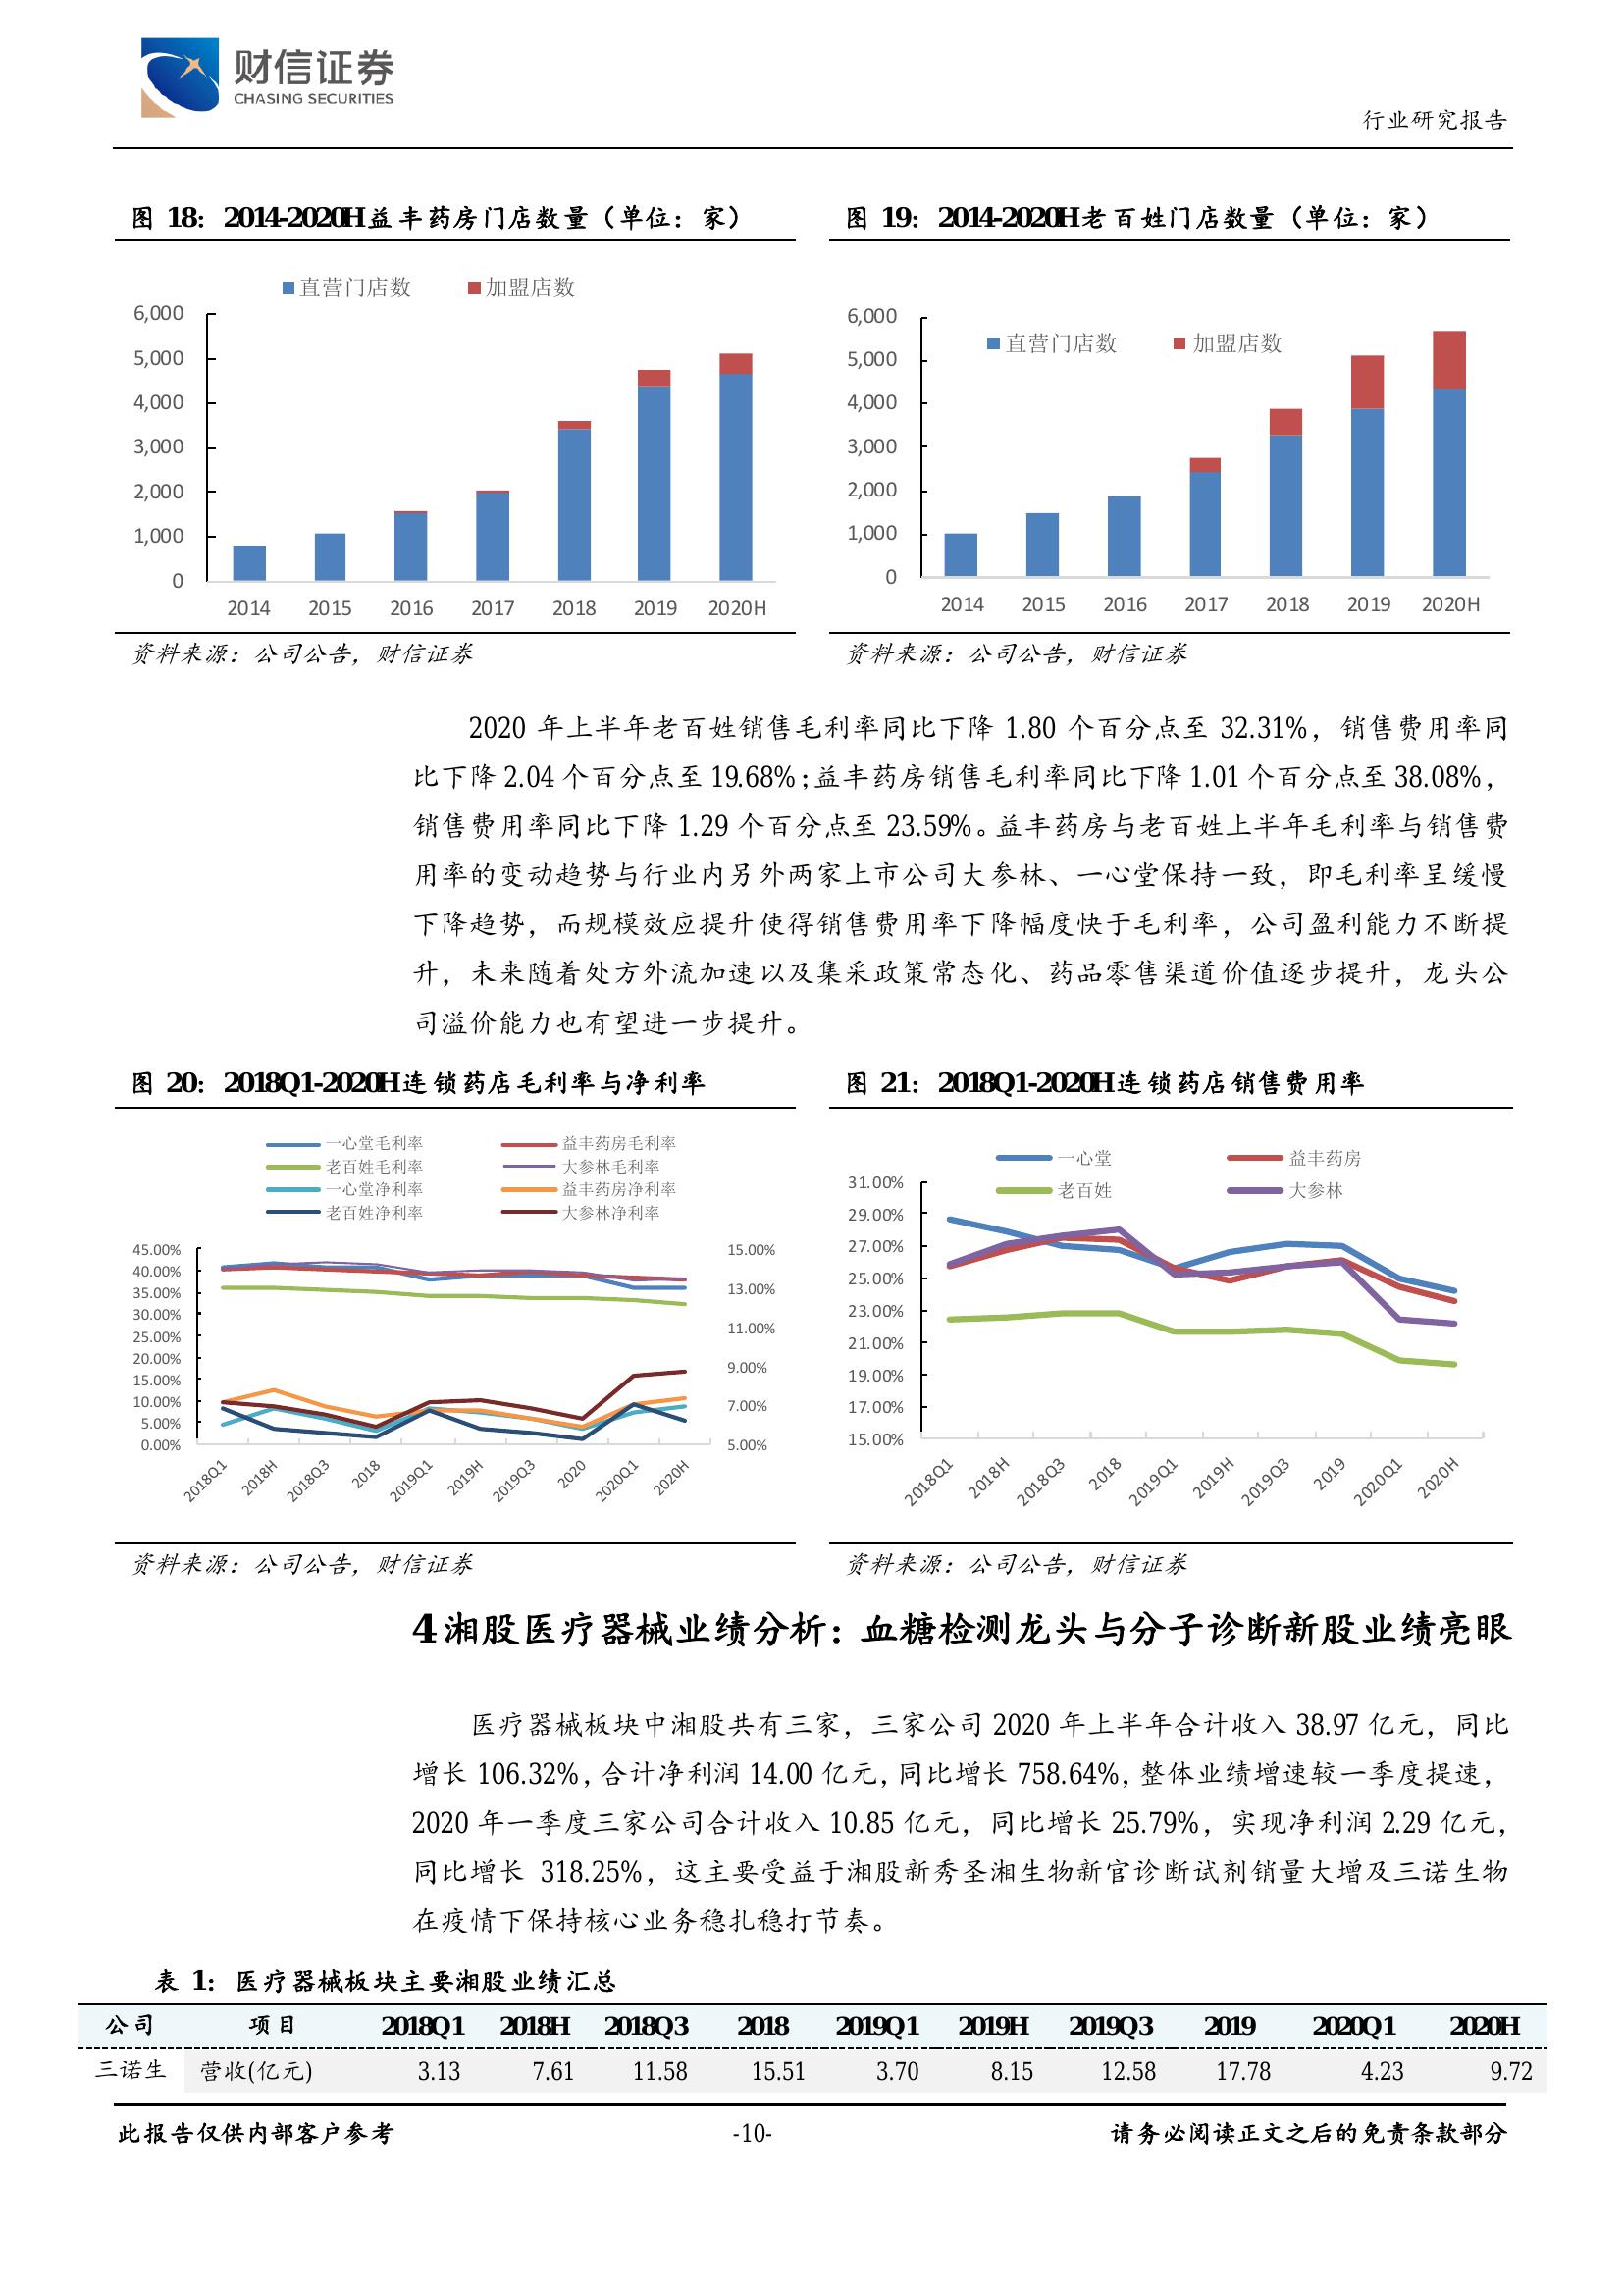 财信证券
CHASING SECURITIES
行业研究报告
图 18：2014-2020H益丰药房门店数量（单位：家）
直营门店数 加盟店数
6,000
5,000
4,000
3,000
2,000
1,000
0
2014 2015 2016 2017 2018 2019 2020H
资料来源：公司公告，财信证券
图 19：2014-2020H老百姓门店数量（单位：家）
6,000
直营门店数 加盟店数
5,000
4,000
3,000
2,000
1,000
0
2014 2015 2016 2017 2018 2019 2020H
资料来源：公司公告，财信证券
2020 年上半年老百姓销售毛利率同比下降 1.80 个百分点至 32.31%，销售费用率同
比下降 2.04 个百分点至 19.68%；益丰药房销售毛利率同比下降 1.01 个百分点至 38.08%，
销售费用率同比下降 1.29 个百分点至 23.59%。益丰药房与老百姓上半年毛利率与销售费
用率的变动趋势与行业内另外两家上市公司大参林、一心堂保持一致，即毛利率呈缓慢
下降趋势，而规模效应提升使得销售费用率下降幅度快于毛利率，公司盈利能力不断提
升，未来随着处方外流加速以及集采政策常态化、药品零售渠道价值逐步提升，龙头公
司溢价能力也有望进一步提升。
图 20：2018Q1-2020H连锁药店毛利率与净利率
一心堂毛利率 益丰药房毛利率
老百姓毛利率 大参林毛利率
一心堂净利率 益丰药房净利率
老百姓净利率 大参林净利率
45.00% 15.00%
40.00%
35.00% 13.00%
30.00%
25.00% 11.00%
20.00%
15.00% 9.00%
10.00% 7.00%
5.00%
0.00% 5.00%
2018Q1 2018H 2018Q3 2018 2019Q1 2019H 2019Q3 2020 2020Q1 2020H
资料来源：公司公告，财信证券
图 21：2018Q1-2020H连锁药店销售费用率
一心堂 益丰药房
老百姓 大参林
31.00%
29.00%
27.00%
25.00%
23.00%
21.00%
19.00%
17.00%
15.00%
2018Q1 2018H 2018Q3 2018 2019Q1 2019H 2019Q3 2019 2020Q1 2020H
资料来源：公司公告，财信证券
4 湘股医疗器械业绩分析：血糖检测龙头与分子诊断新股业绩亮眼
医疗器械板块中湘股共有三家，三家公司 2020 年上半年合计收入 38.97 亿元，同比
增长 106.32%，合计净利润 14.00 亿元，同比增长 758.64%，整体业绩增速较一季度提速，
2020 年一季度三家公司合计收入 10.85 亿元，同比增长 25.79%，实现净利润 2.29 亿元，
同比增长 318.25%，这主要受益于湘股新秀圣湘生物新官诊断试剂销量大增及三诺生物
在疫情下保持核心业务稳扎稳打节奏。
表 1：医疗器械板块主要湘股业绩汇总
公司 项目 2018Q1 2018H 2018Q3 2018 2019Q1 2019H 2019Q3 2019 2020Q1 2020H
三诺生 营收(亿元) 3.13 7.61 11.58 15.51 3.70 8.15 12.58 17.78 4.23 9.72
此报告仅供内部客户参考 -10- 请务必阅读正文之后的免责条款部分